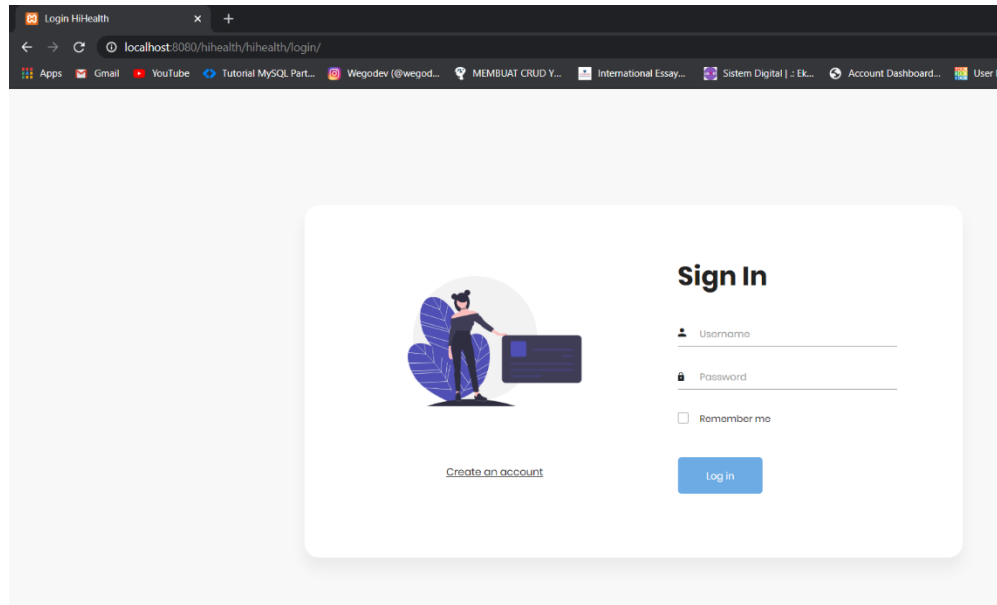 Login HiHealth
localhost:8080/hihealth/hihealth/login/
Apps Gmail YouTube Tutorial MySQL Part... Wegodev (@wegod... MEMBUAT CRUD Y... International Essay... Sistem Digital | .: Ek... Account Dashboard... User
Sign In
Username
Password
Remember me
Create an account
Log in